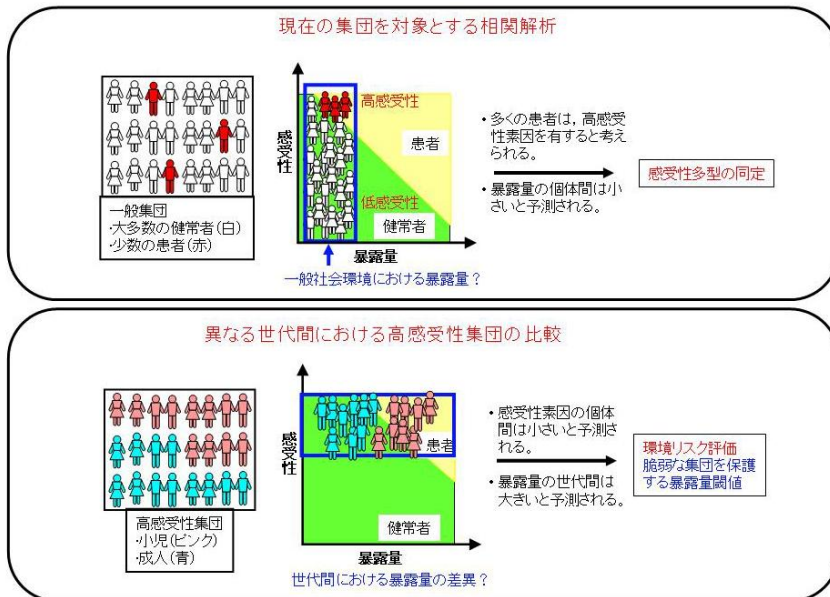 現在の集団を対象とする相関解析
一般集団
・大多数の健常者(白)
・少数の患者(赤)
感受性
高感受性
患者
低感受性
健常者
暴露量
一般社会環境における暴露量？
・多くの患者は，高感受
性素因を有すると考え
られる。
・暴露量の個体間は小
さいと予測される。
感受性多型の同定
異なる世代間における高感受性集団の比較
高感受性集団
・小児(ピンク)
・成人(青)
感受性
患者
健常者
暴露量
世代間における暴露量の差異？
・感受性素因の個体
間は小さいと予測さ
れる。
・暴露量の世代間は
大きいと予測される。
環境リスク評価
脆弱な集団を保護
する暴露量閾値